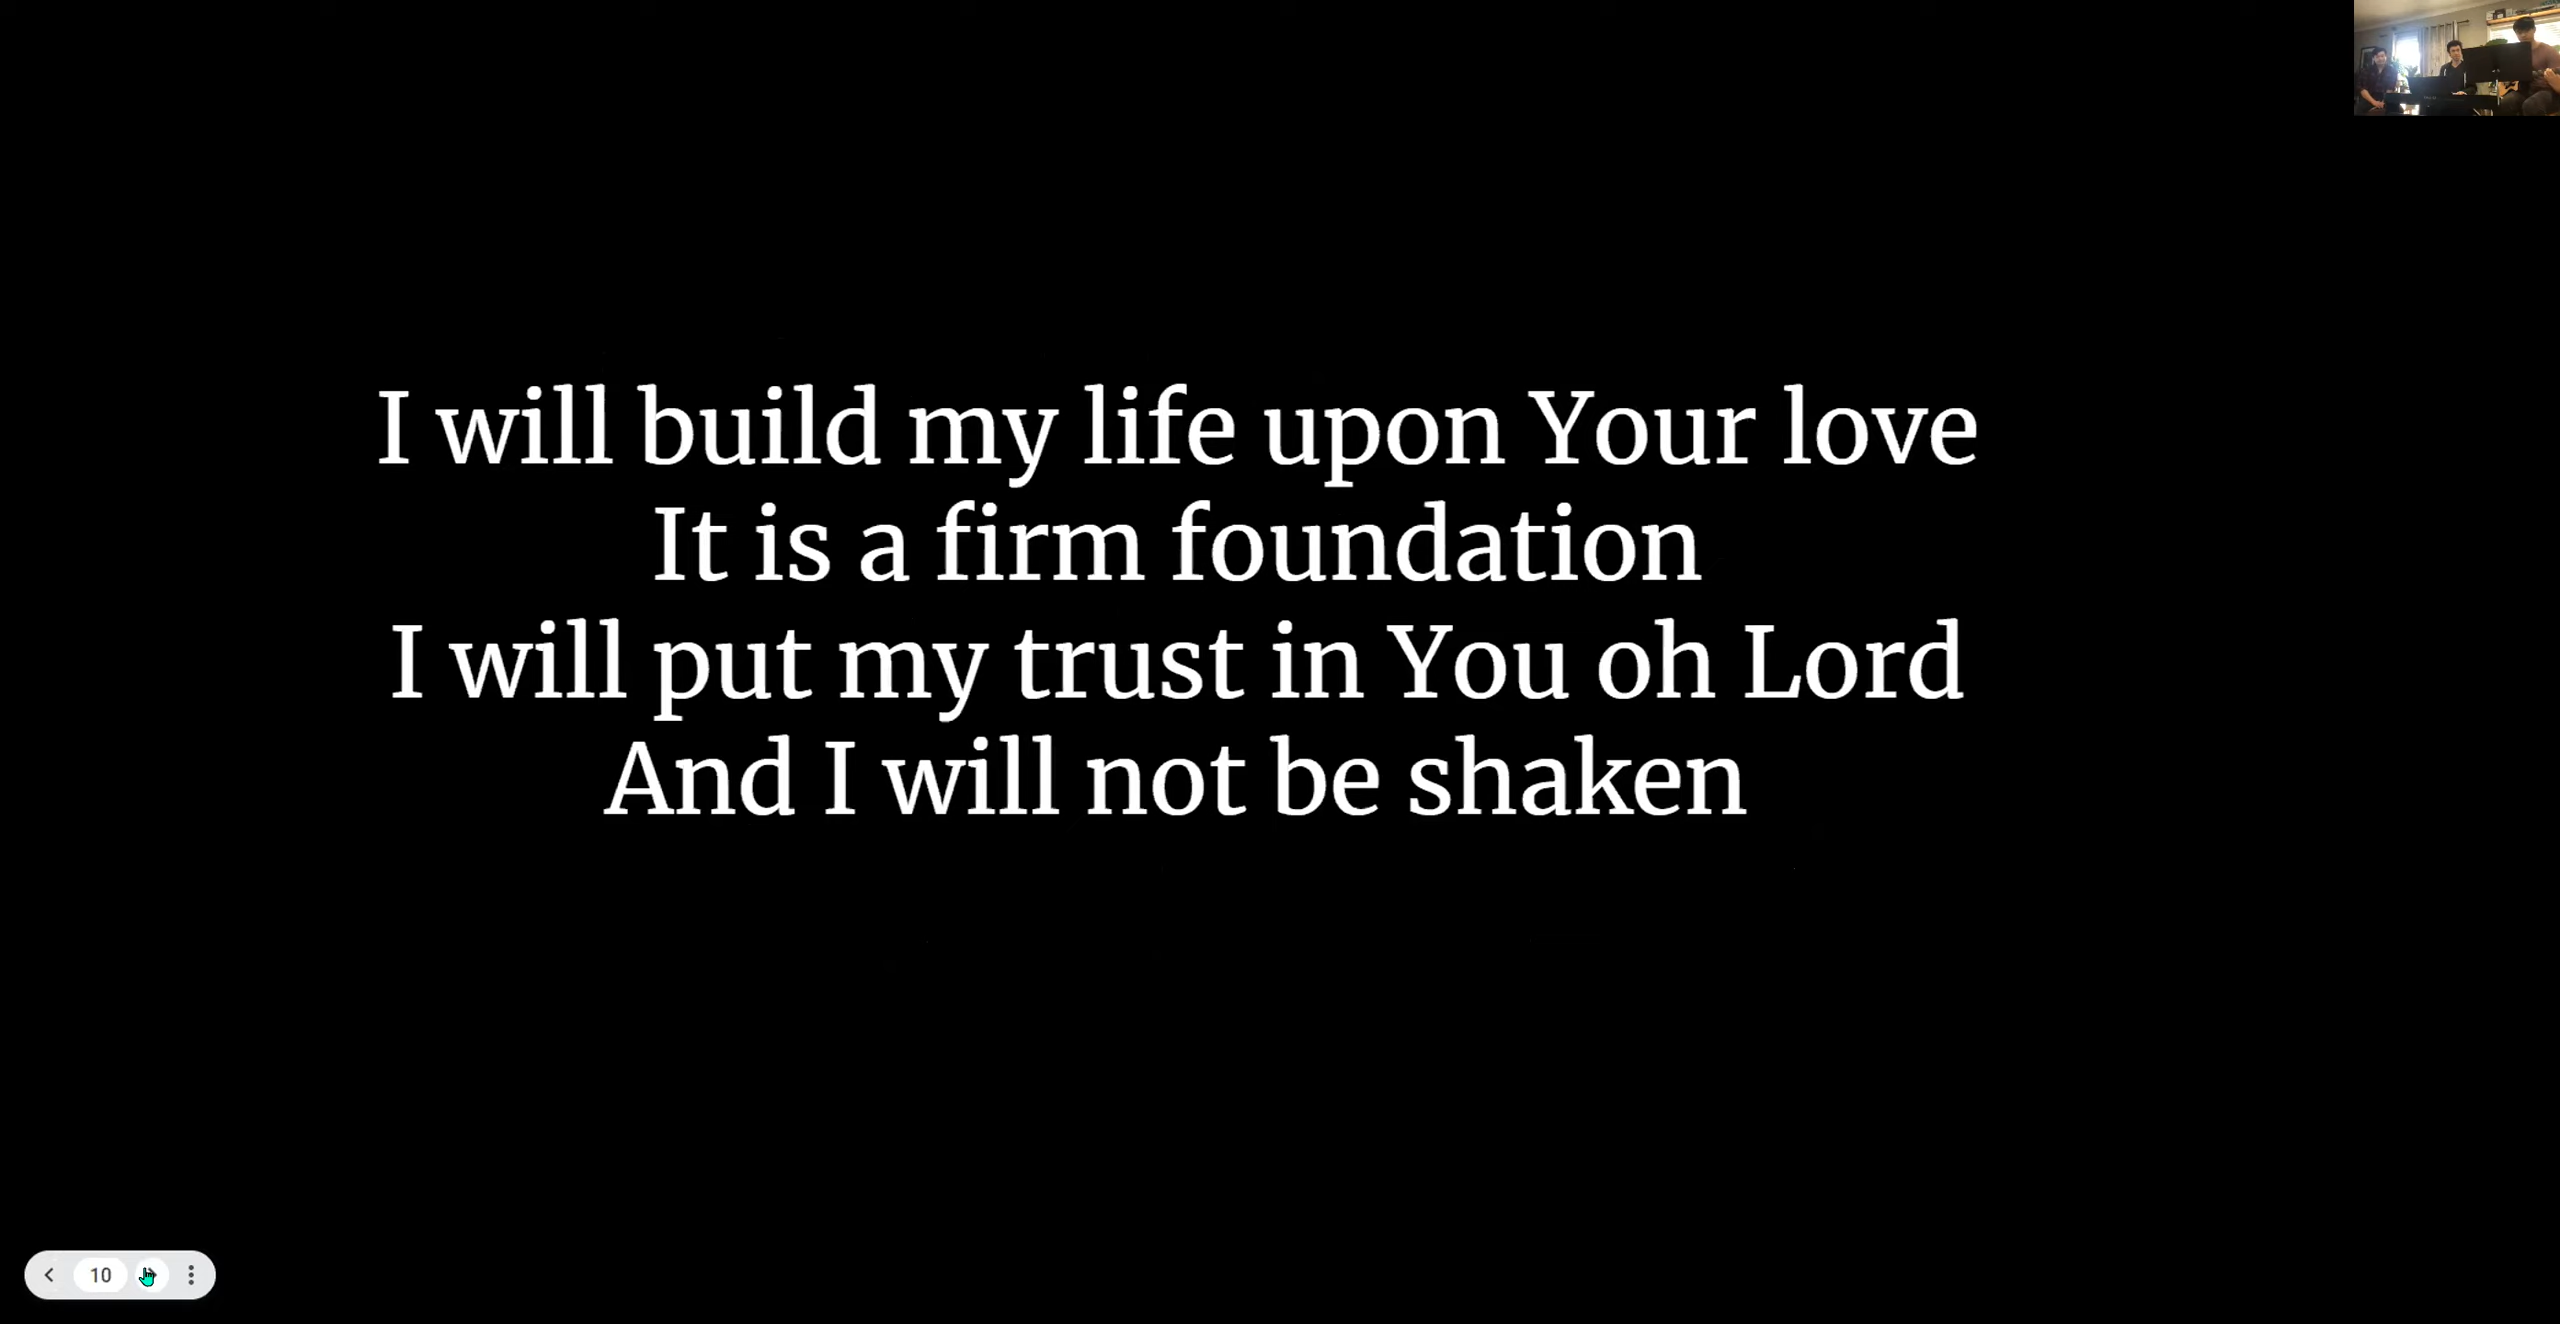 I will build my life upon Your love
It is a firm foundation
I will put my trust in You oh Lord
And I will not be shaken
10